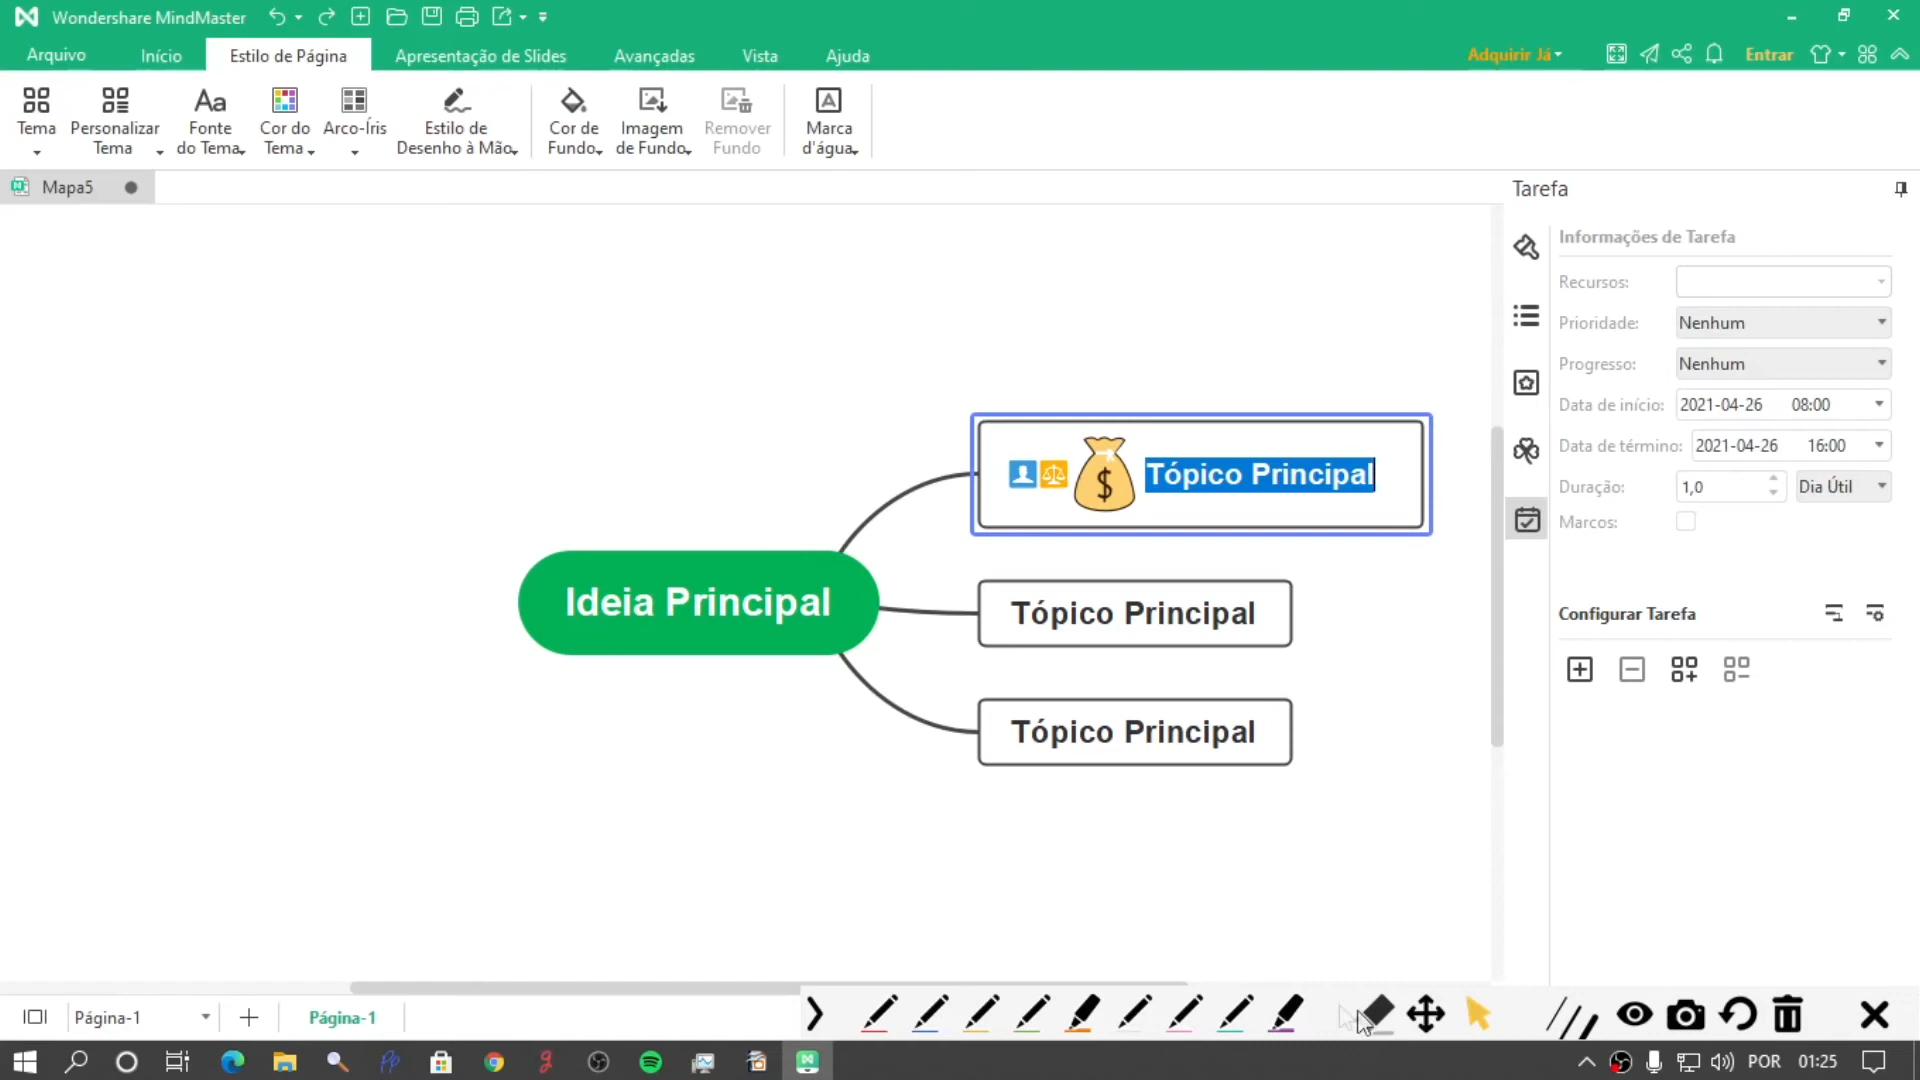 Wondershare MindMaster
Arquivo
Início
Estilo de Página
Apresentação de Slides
Avançadas
Vista
Ajuda
Adquirir Já
Entrar
Tema
Personalizar
Tema
Aa
Fonte
do Tema
Cor do
Tema
Arco-Íris
Estilo de
Desenho à Mão
Cor de
Fundo
Imagem
de Fundo
Remover
Fundo
Marca
d'água
Mapa5
Tarefa
Informações de Tarefa
Recursos:
Prioridade: Nenhum
Progresso: Nenhum
Data de início: 2021-04-26 08:00
Data de término: 2021-04-26 16:00
Duração: 1,0 Dia Útil
Marcos:
Configurar Tarefa
$ Tópico Principal
Ideia Principal
Tópico Principal
Tópico Principal
Página-1
Página-1
POR 01:25